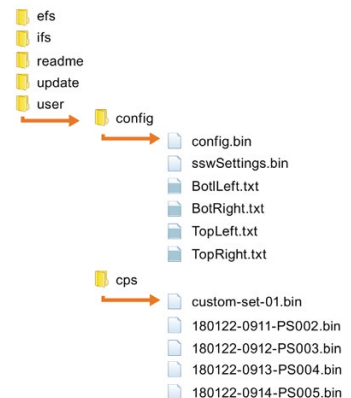 efs
ifs
readme
update
user
config
config.bin
sswSettings.bin
BotlLeft.txt
BotRight.txt
TopLeft.txt
TopRight.txt
cps
custom-set-01.bin
180122-0911-PS002.bin
180122-0912-PS003.bin
180122-0913-PS004.bin
180122-0914-PS005.bin